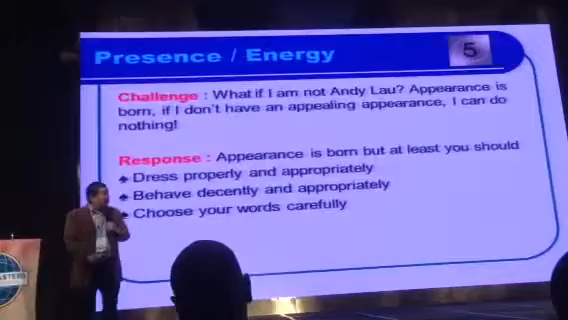 Presence / Energy
5
Challenge : What if I am not Andy Lau? Appearance is
born, if I don't have an appealing appearance, I can do
nothing!
Response : Appearance is born but at least you should
♠ Dress properly and appropriately
♠ Behave decently and appropriately
♠ Choose your words carefully